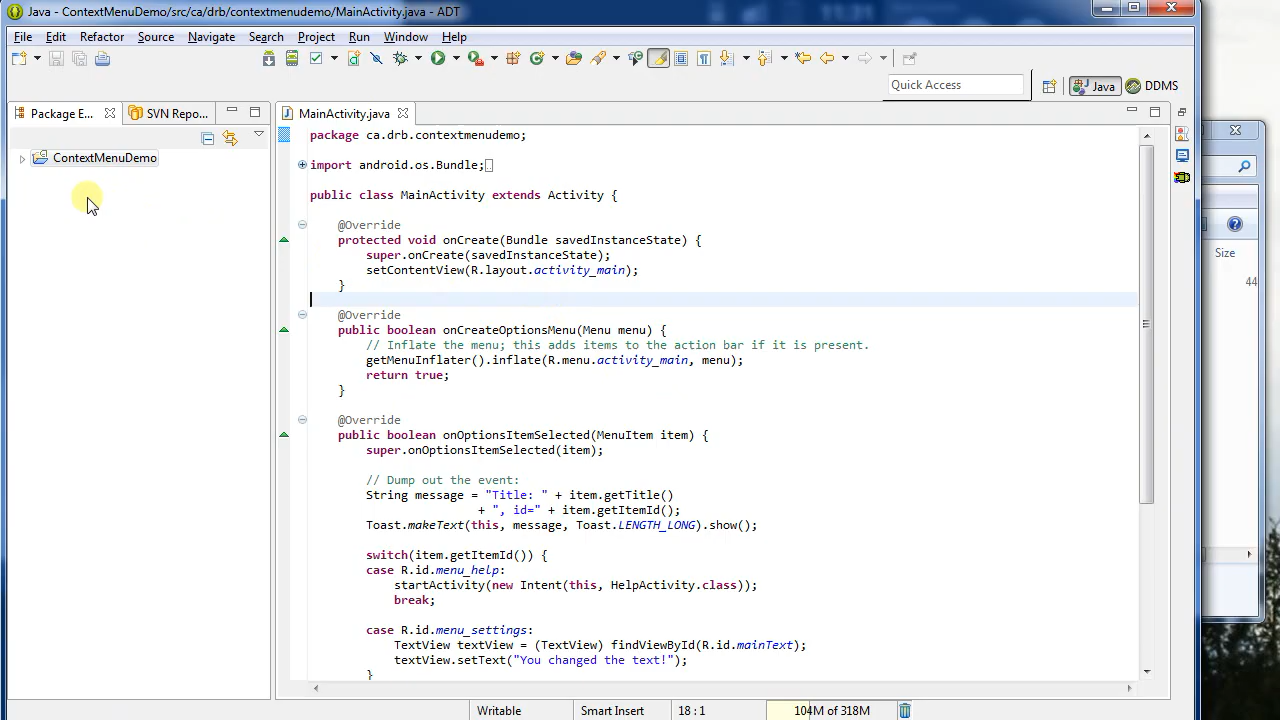 11:31
Java - ContextMenuDemo/src/ca/drb/contextmenudemo/MainActivity.java - ADT
File Edit Refactor Source Navigate Search Project Run Window Help
Quick Access
Java
DDMS
Package E...
SVN Repo...
MainActivity.java
ContextMenuDemo
package ca.drb.contextmenudemo;
import android.os.Bundle;
public class MainActivity extends Activity {
@Override
protected void onCreate(Bundle savedInstanceState) {
super.onCreate(savedInstanceState);
setContentView(R.layout.activity_main);
}
@Override
public boolean onCreateOptionsMenu(Menu menu) {
// Inflate the menu; this adds items to the action bar if it is present.
getMenuInflater().inflate(R.menu.activity_main, menu);
return true;
}
@Override
public boolean onOptionsItemSelected(MenuItem item) {
super.onOptionsItemSelected(item);
// Dump out the event:
String message = "Title: " + item.getTitle()
+ ", id=" + item.getItemId();
Toast.makeText(this, message, Toast.LENGTH_LONG).show();
switch(item.getItemId()) {
case R.id.menu_help:
startActivity(new Intent(this, HelpActivity.class));
break;
case R.id.menu_settings:
TextView textView = (TextView) findViewById(R.id.mainText);
textView.setText("You changed the text!");
}
Size
44
Writable
Smart Insert
18 : 1
104M of 318M